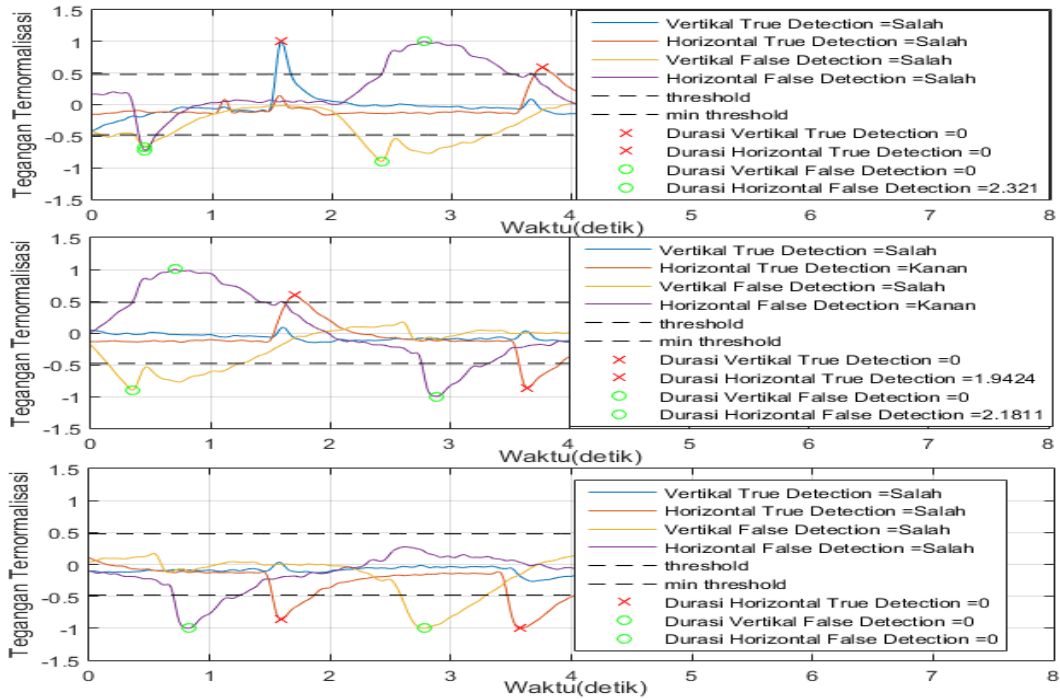 1.5
1
0.5
0
-0.5
-1
-1.5
Tegangan Ternormalisasi
0 1 2 3 4 5 6 7 8
Waktu(detik)
Vertikal True Detection =Salah
Horizontal True Detection =Salah
Vertikal False Detection =Salah
Horizontal False Detection =Salah
threshold
min threshold
Durasi Vertikal True Detection =0
Durasi Horizontal True Detection =0
Durasi Vertikal False Detection =0
Durasi Horizontal False Detection =2.321
1.5
1
0.5
0
-0.5
-1
-1.5
Tegangan Ternormalisasi
0 1 2 3 4 5 6 7 8
Waktu(detik)
Vertikal True Detection =Salah
Horizontal True Detection =Kanan
Vertikal False Detection =Salah
Horizontal False Detection =Kanan
threshold
min threshold
Durasi Vertikal True Detection =0
Durasi Horizontal True Detection =1.9424
Durasi Vertikal False Detection =0
Durasi Horizontal False Detection =2.1811
1.5
1
0.5
0
-0.5
-1
-1.5
Tegangan Ternormalisasi
0 1 2 3 4 5 6 7 8
Waktu(detik)
Vertikal True Detection =Salah
Horizontal True Detection =Salah
Vertikal False Detection =Salah
Horizontal False Detection =Salah
threshold
min threshold
Durasi Horizontal True Detection =0
Durasi Vertikal False Detection =0
Durasi Horizontal False Detection =0